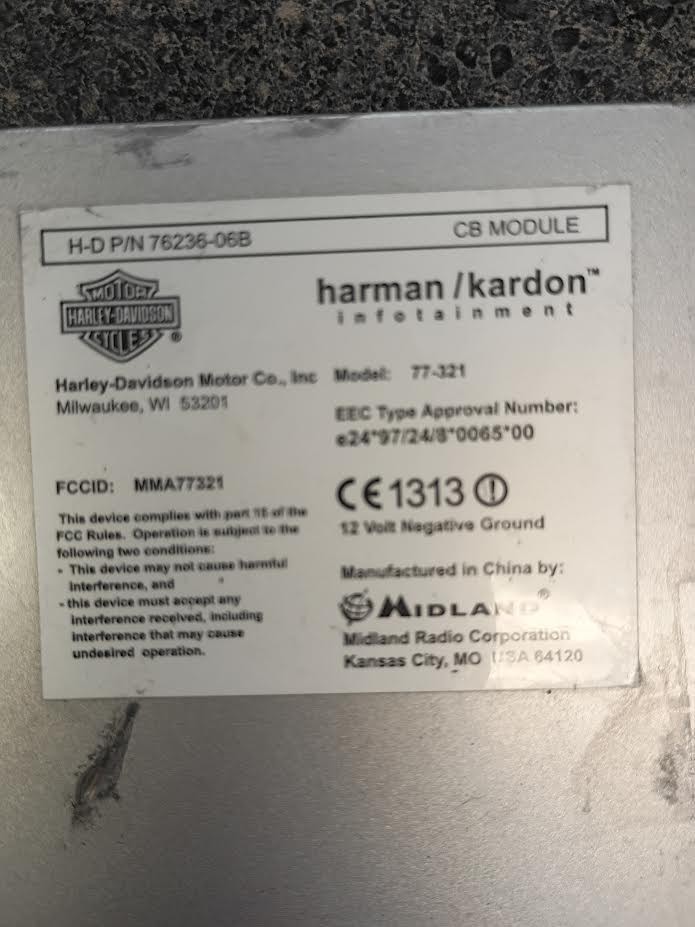 H-D P/N 76236-06B CB MODULE
MOTOR
HARLEY-DAVIDSON
CYCLES
®
harman/kardon™
infotainment
Harley-Davidson Motor Co., Inc
Milwaukee, WI 53201
Model: 77-321
EEC Type Approval Number:
e24*97/24/8*0065*00
FCCID: MMA77321
This device complies with part 15 of the
FCC Rules. Operation is subject to the
following two conditions:
- This device may not cause harmful
interference, and
- this device must accept any
interference received, including
interference that may cause
undesired operation.
CE1313
12 Volt Negative Ground
Manufactured in China by:
MIDLAND®
Midland Radio Corporation
Kansas City, MO USA 64120